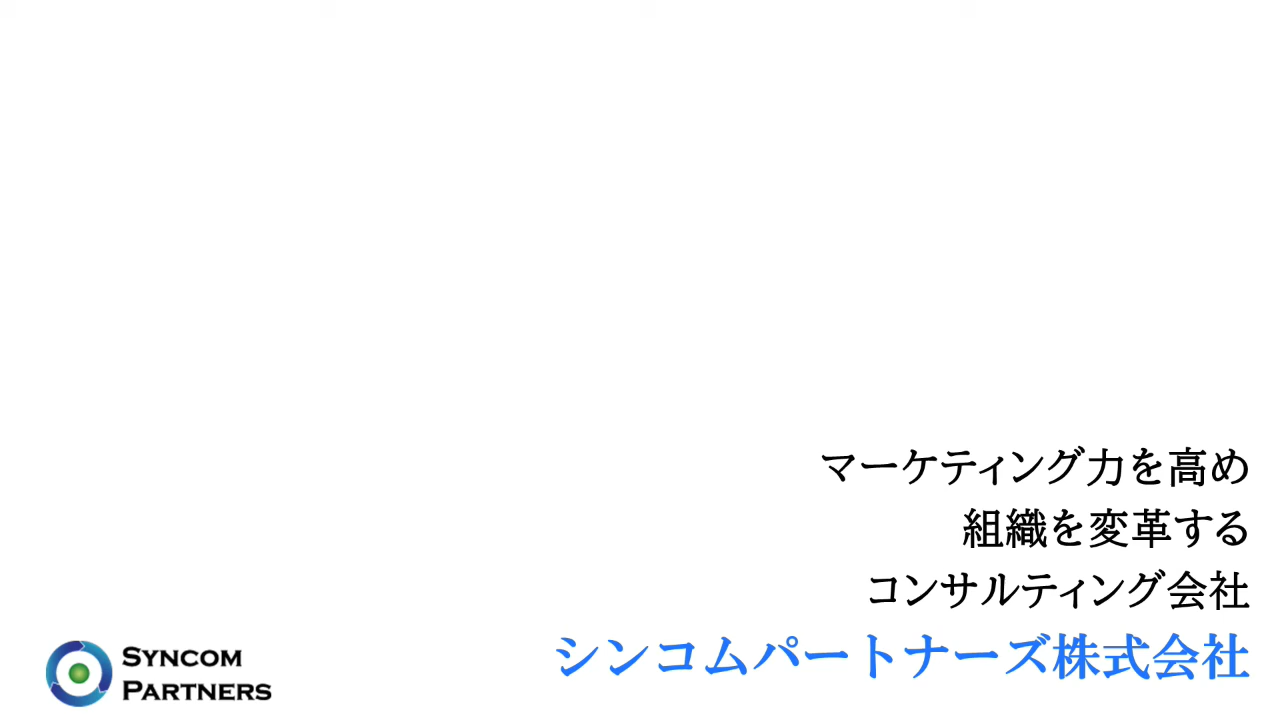 マーケティング力を高め
組織を変革する
コンサルティング会社
シンコムパートナーズ株式会社
SYNCOM
PARTNERS